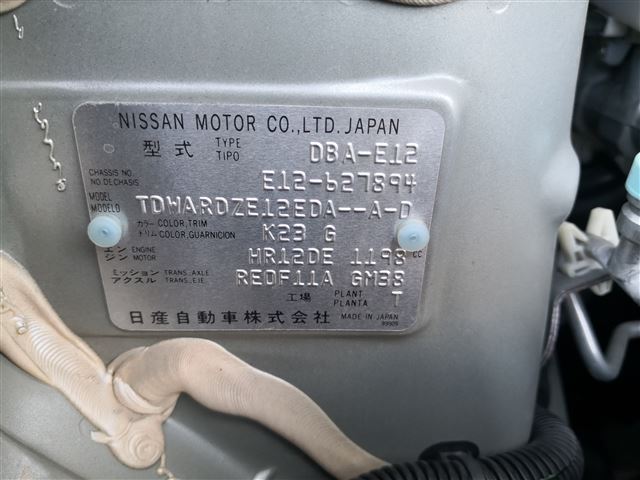 NISSAN MOTOR CO.,LTD. JAPAN
型式 TYPE TIPO DBA-E12
CHASSIS NO. NO. DE CHASIS E12-627894
MODEL MODELO TDWARDZE12EDA--A-D
カラー COLOR, TRIM トリム COLOR, GUARNICION K23 G
エンジン ENGINE MOTOR HR12DE 1198 CC
ミッション アクスル TRANS. AXLE TRANS. EJE RE0F11A GM38
工場 PLANT PLANTA T
日産自動車株式会社 MADE IN JAPAN